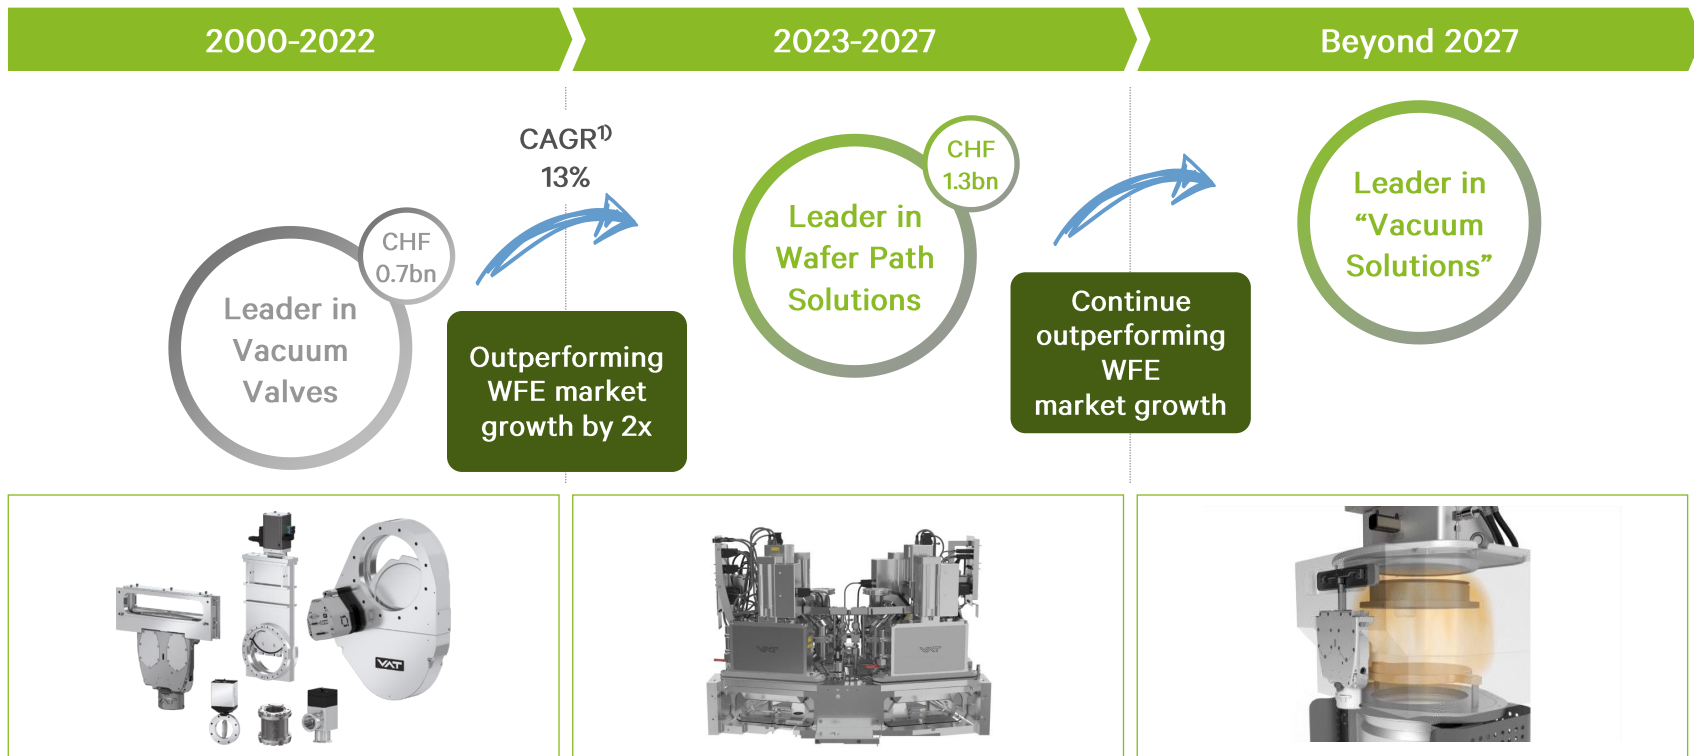 2000-2022
2023-2027
Beyond 2027
CAGR1)
13%
CHF
0.7bn
Leader in
Vacuum
Valves
Outperforming
WFE market
growth by 2x
CHF
1.3bn
Leader in
Wafer Path
Solutions
Continue
outperforming
WFE
market growth
Leader in
“Vacuum
Solutions”
VAT
VAT
VAT